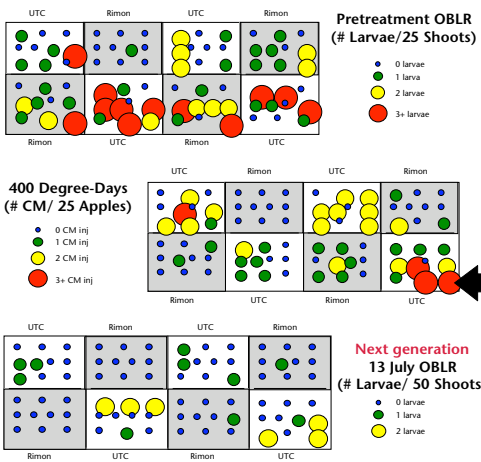 UTC Rimon UTC Rimon
Pretreatment OBLR
(# Larvae/25 Shoots)
0 larvae
1 larva
2 larvae
3+ larvae
Rimon UTC Rimon UTC
UTC Rimon UTC Rimon
400 Degree-Days
(# CM/ 25 Apples)
0 CM inj
1 CM inj
2 CM inj
3+ CM inj
Rimon UTC Rimon UTC
UTC Rimon UTC Rimon
Next generation
13 July OBLR
(# Larvae/ 50 Shoots
0 larvae
1 larva
2 larvae
Rimon UTC Rimon UTC